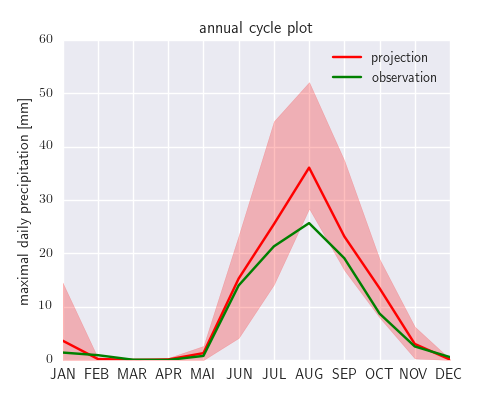 annual cycle plot
projection
observation
maximal daily precipitation [mm]
60
50
40
30
20
10
0
JAN FEB MAR APR MAI JUN JUL AUG SEP OCT NOV DEC